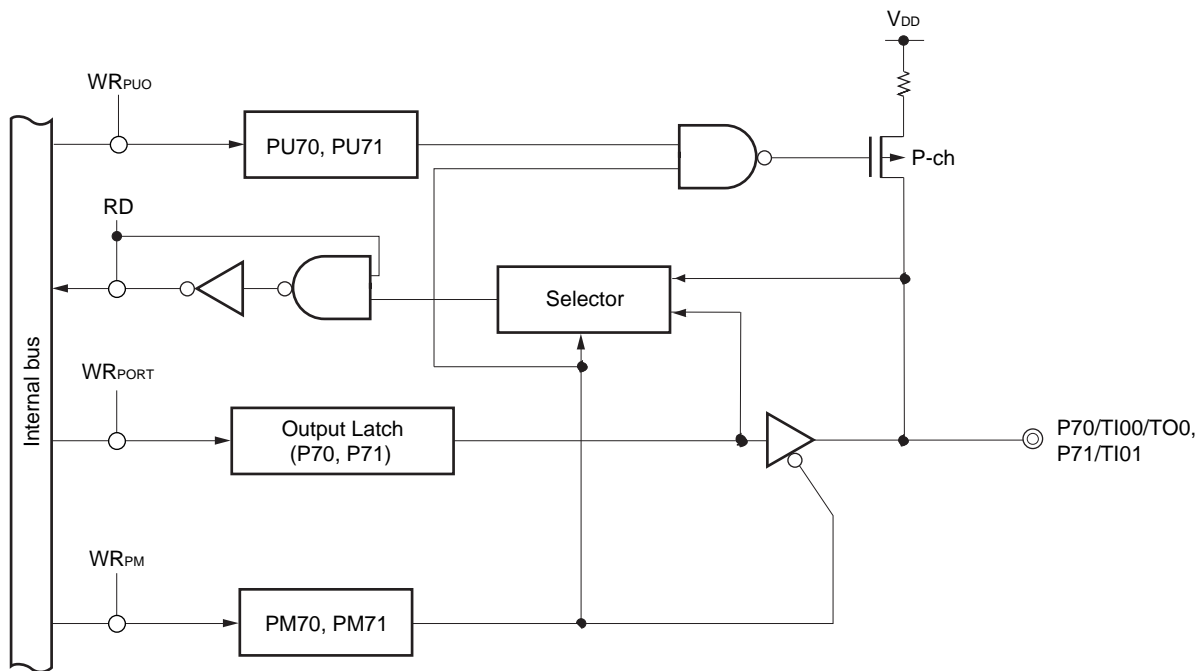 VDD
WRPUO
PU70, PU71
P-ch
RD
Selector
Internal bus
WRPORT
Output Latch
(P70, P71)
P70/TI00/TO0,
P71/TI01
WRPM
PM70, PM71